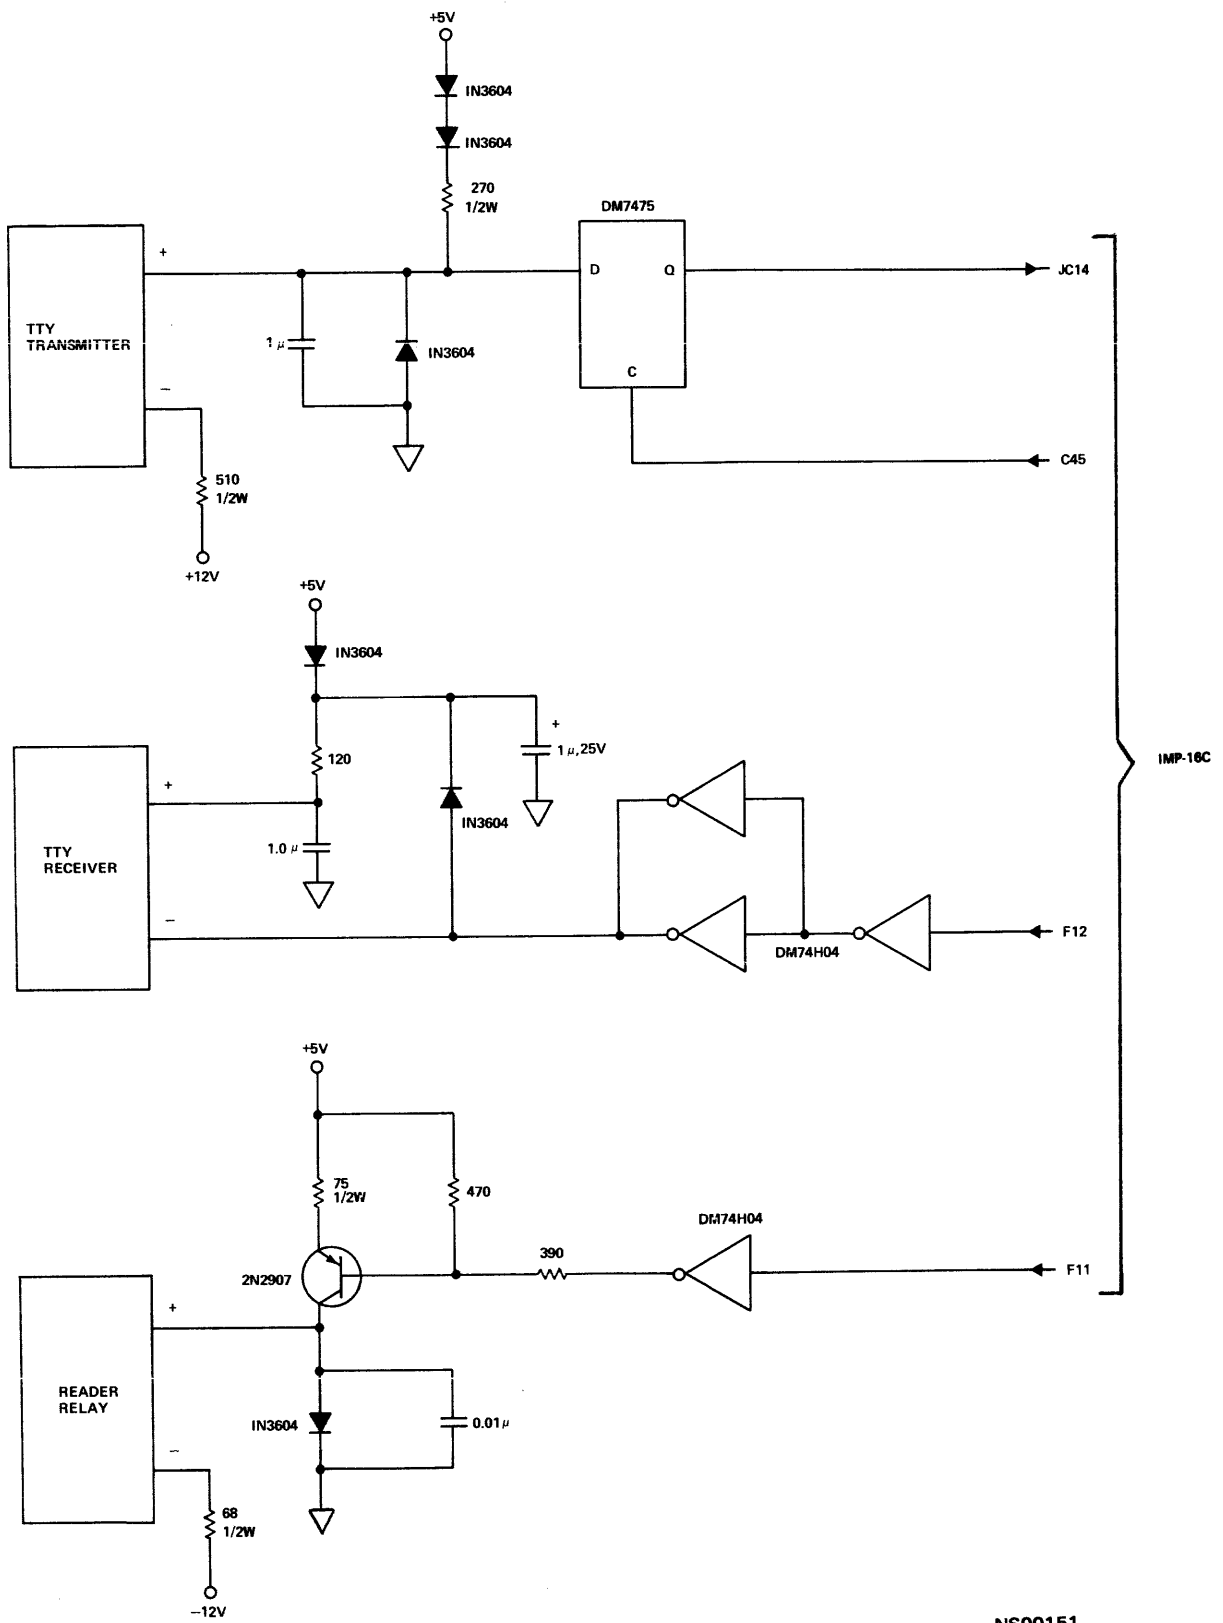 +5V
IN3604
IN3604
270
1/2W
DM7475
+
D
Q
JC14
TTY
TRANSMITTER
1 μ
IN3604
C
−
C45
510
1/2W
+12V
+5V
IN3604
+
1 μ, 25V
120
IMP-16C
+
IN3604
TTY
RECEIVER
1.0 μ
−
F12
DM74H04
+5V
75
1/2W
470
DM74H04
390
2N2907
F11
+
READER
RELAY
IN3604
0.01 μ
−
68
1/2W
−12V
NS00151